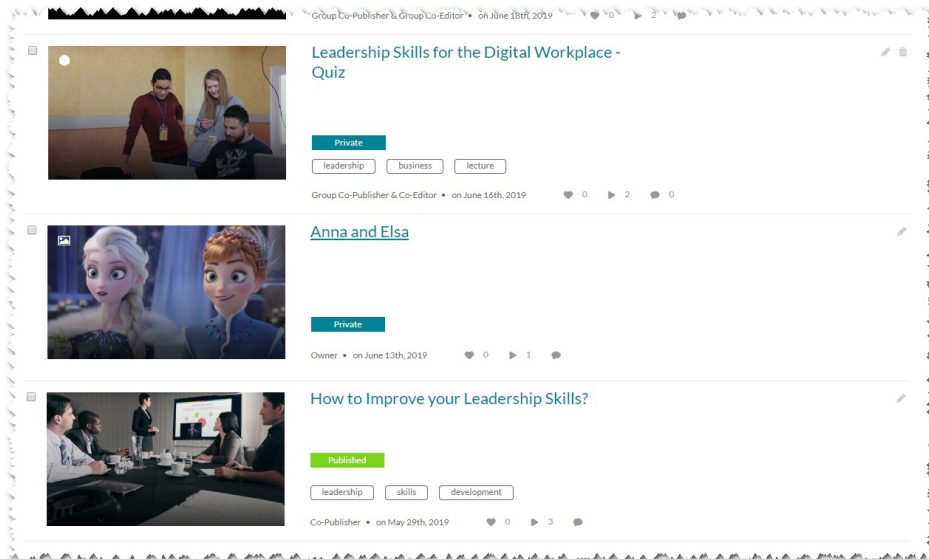 Group Co-Publisher & Group Co-Editor • on June 18th, 2019 0 2
Leadership Skills for the Digital Workplace -
Quiz
Private
leadership business lecture
Group Co-Publisher & Co-Editor • on June 16th, 2019 0 2 0
Anna and Elsa
Private
Owner • on June 13th, 2019 0 1
How to Improve your Leadership Skills?
Published
leadership skills development
Co-Publisher • on May 29th, 2019 0 3